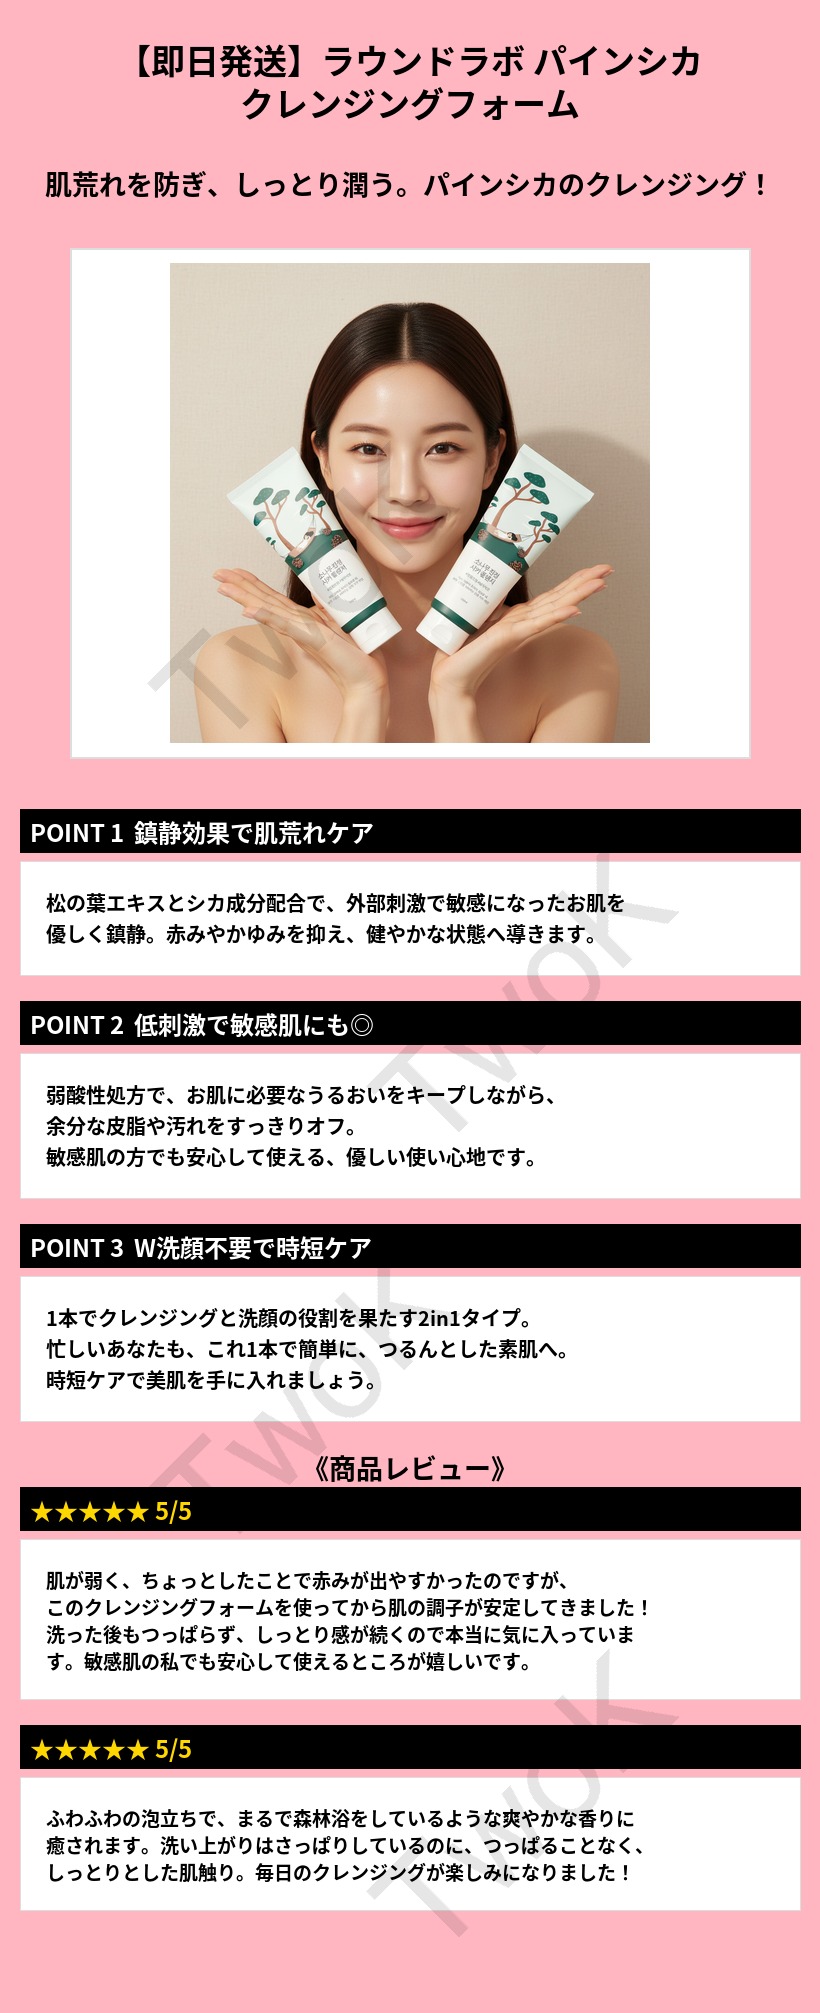 【即日発送】ラウンドラボ パインシカ
クレンジングフォーム
肌荒れを防ぎ、しっとり潤う。パインシカのクレンジング！
TwoK
POINT 1 鎮静効果で肌荒れケア
松の葉エキスとシカ成分配合で、外部刺激で敏感になったお肌を
優しく鎮静。赤みやかゆみを抑え、健やかな状態へ導きます。
TwoK
POINT 2 低刺激で敏感肌にも◎
弱酸性処方で、お肌に必要なうるおいをキープしながら、
余分な皮脂や汚れをすっきりオフ。
敏感肌の方でも安心して使える、優しい使い心地です。
POINT 3 W洗顔不要で時短ケア
1本でクレンジングと洗顔の役割を果たす2in1タイプ。
忙しいあなたも、これ1本で簡単に、つるんとした素肌へ。
時短ケアで美肌を手に入れましょう。
TwoK
《商品レビュー》
★★★★★ 5/5
肌が弱く、ちょっとしたことで赤みが出やすかったのですが、
このクレンジングフォームを使ってから肌の調子が安定してきました！
洗った後もつっぱらず、しっとり感が続くので本当に気に入っていま
す。敏感肌の私でも安心して使えるところが嬉しいです。
★★★★★ 5/5
ふわふわの泡立ちで、まるで森林浴をしているような爽やかな香りに
癒されます。洗い上がりはさっぱりしているのに、つっぱることなく、
しっとりとした肌触り。毎日のクレンジングが楽しみになりました！
TwoK